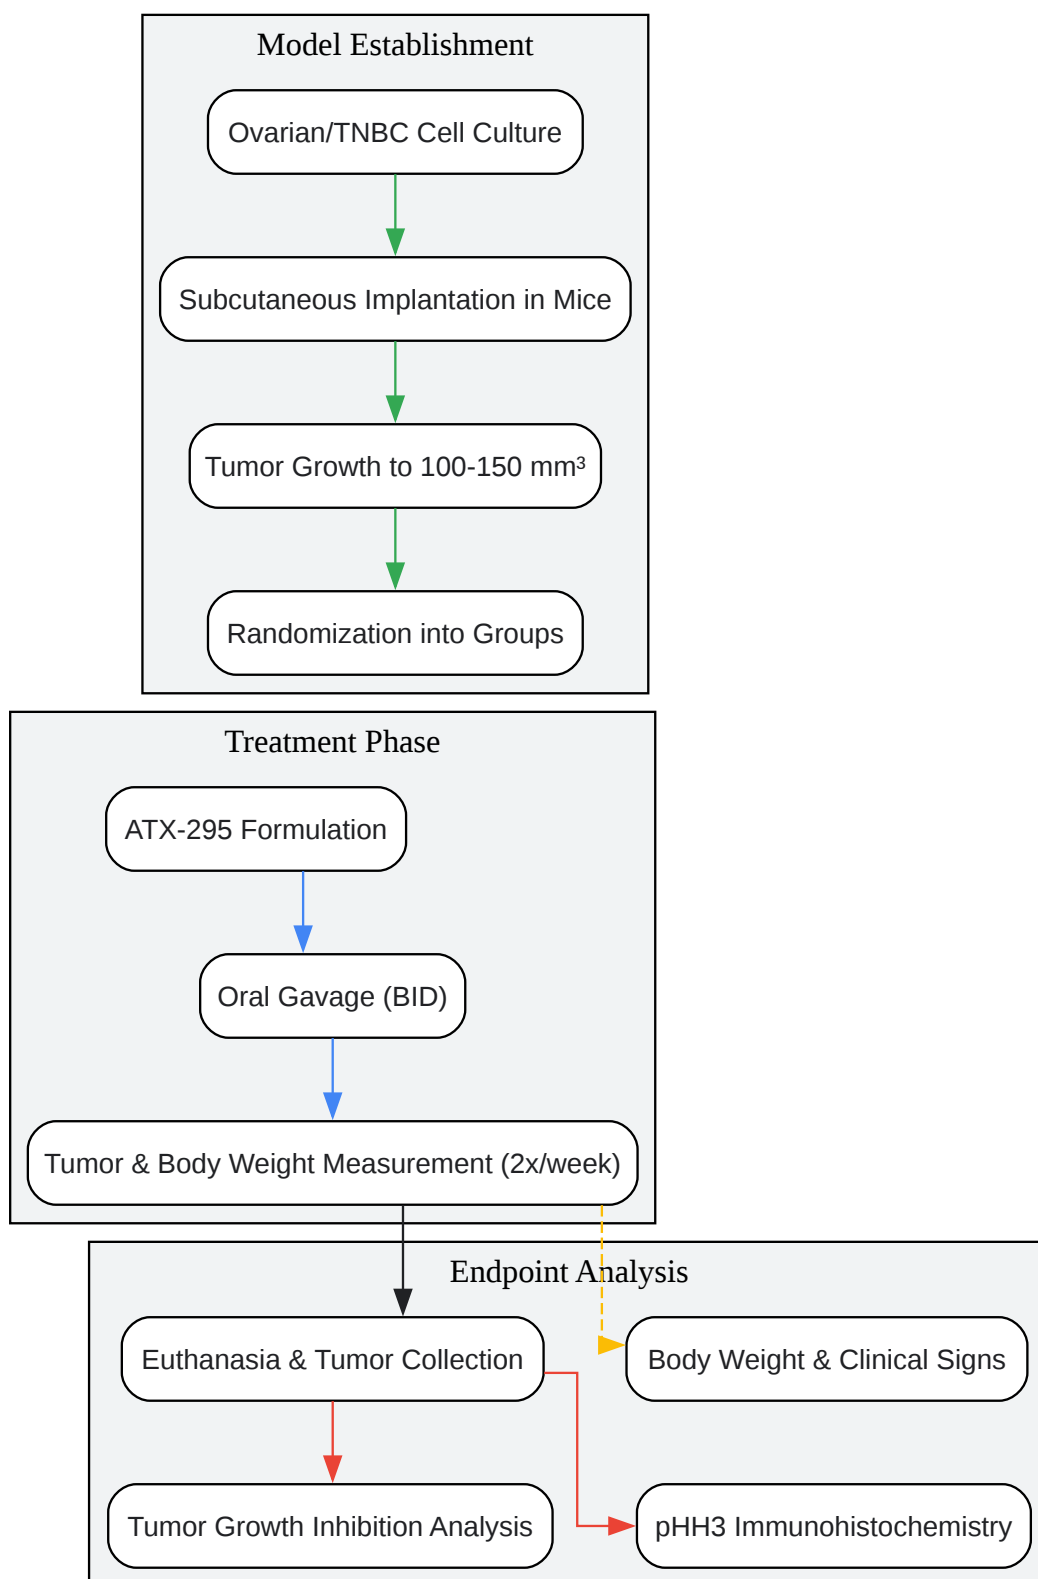 Model Establishment
Ovarian/TNBC Cell Culture
Subcutaneous Implantation in Mice
Tumor Growth to 100-150 mm³
Randomization into Groups
Treatment Phase
ATX-295 Formulation
Oral Gavage (BID)
Tumor & Body Weight Measurement (2x/week)
Endpoint Analysis
Euthanasia & Tumor Collection
Body Weight & Clinical Signs
Tumor Growth Inhibition Analysis
pHH3 Immunohistochemistry